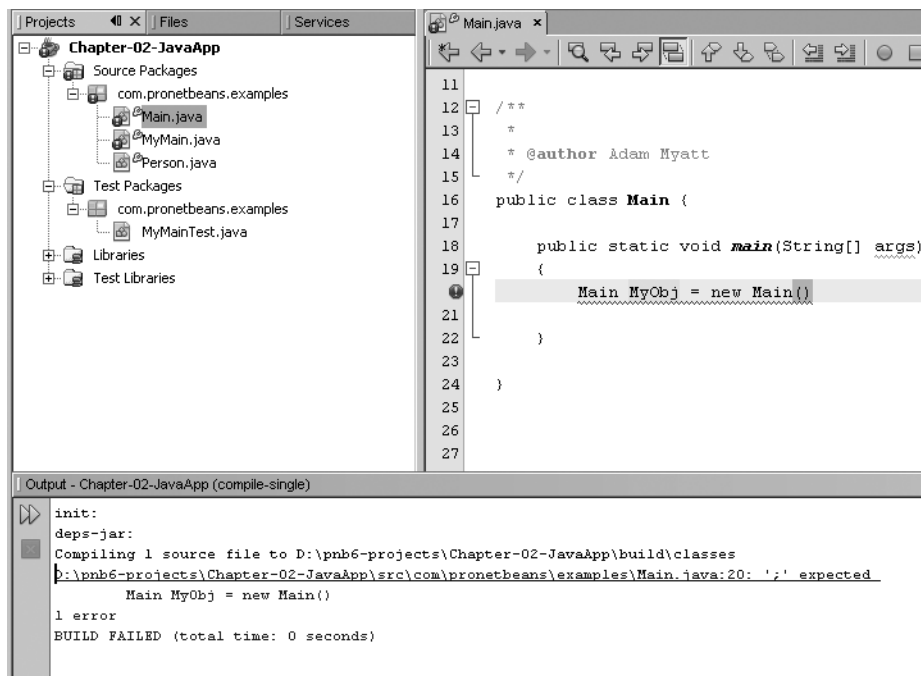 Projects
Files
Services
Chapter-02-JavaApp
Source Packages
com.pronetbeans.examples
Main.java
MyMain.java
Person.java
Test Packages
com.pronetbeans.examples
MyMainTest.java
Libraries
Test Libraries
Main.java
11
12 /**
13 *
14 * @author Adam Myatt
15 */
16 public class Main {
17
18 public static void main(String[] args)
19 {
Main MyObj = new Main()
21
22 }
23
24 }
25
26
27
Output - Chapter-02-JavaApp (compile-single)
init:
deps-jar:
Compiling 1 source file to D:\pnb6-projects\Chapter-02-JavaApp\build\classes
D:\pnb6-projects\Chapter-02-JavaApp\src\com\pronetbeans\examples\Main.java:20: ';' expected
Main MyObj = new Main()
1 error
BUILD FAILED (total time: 0 seconds)